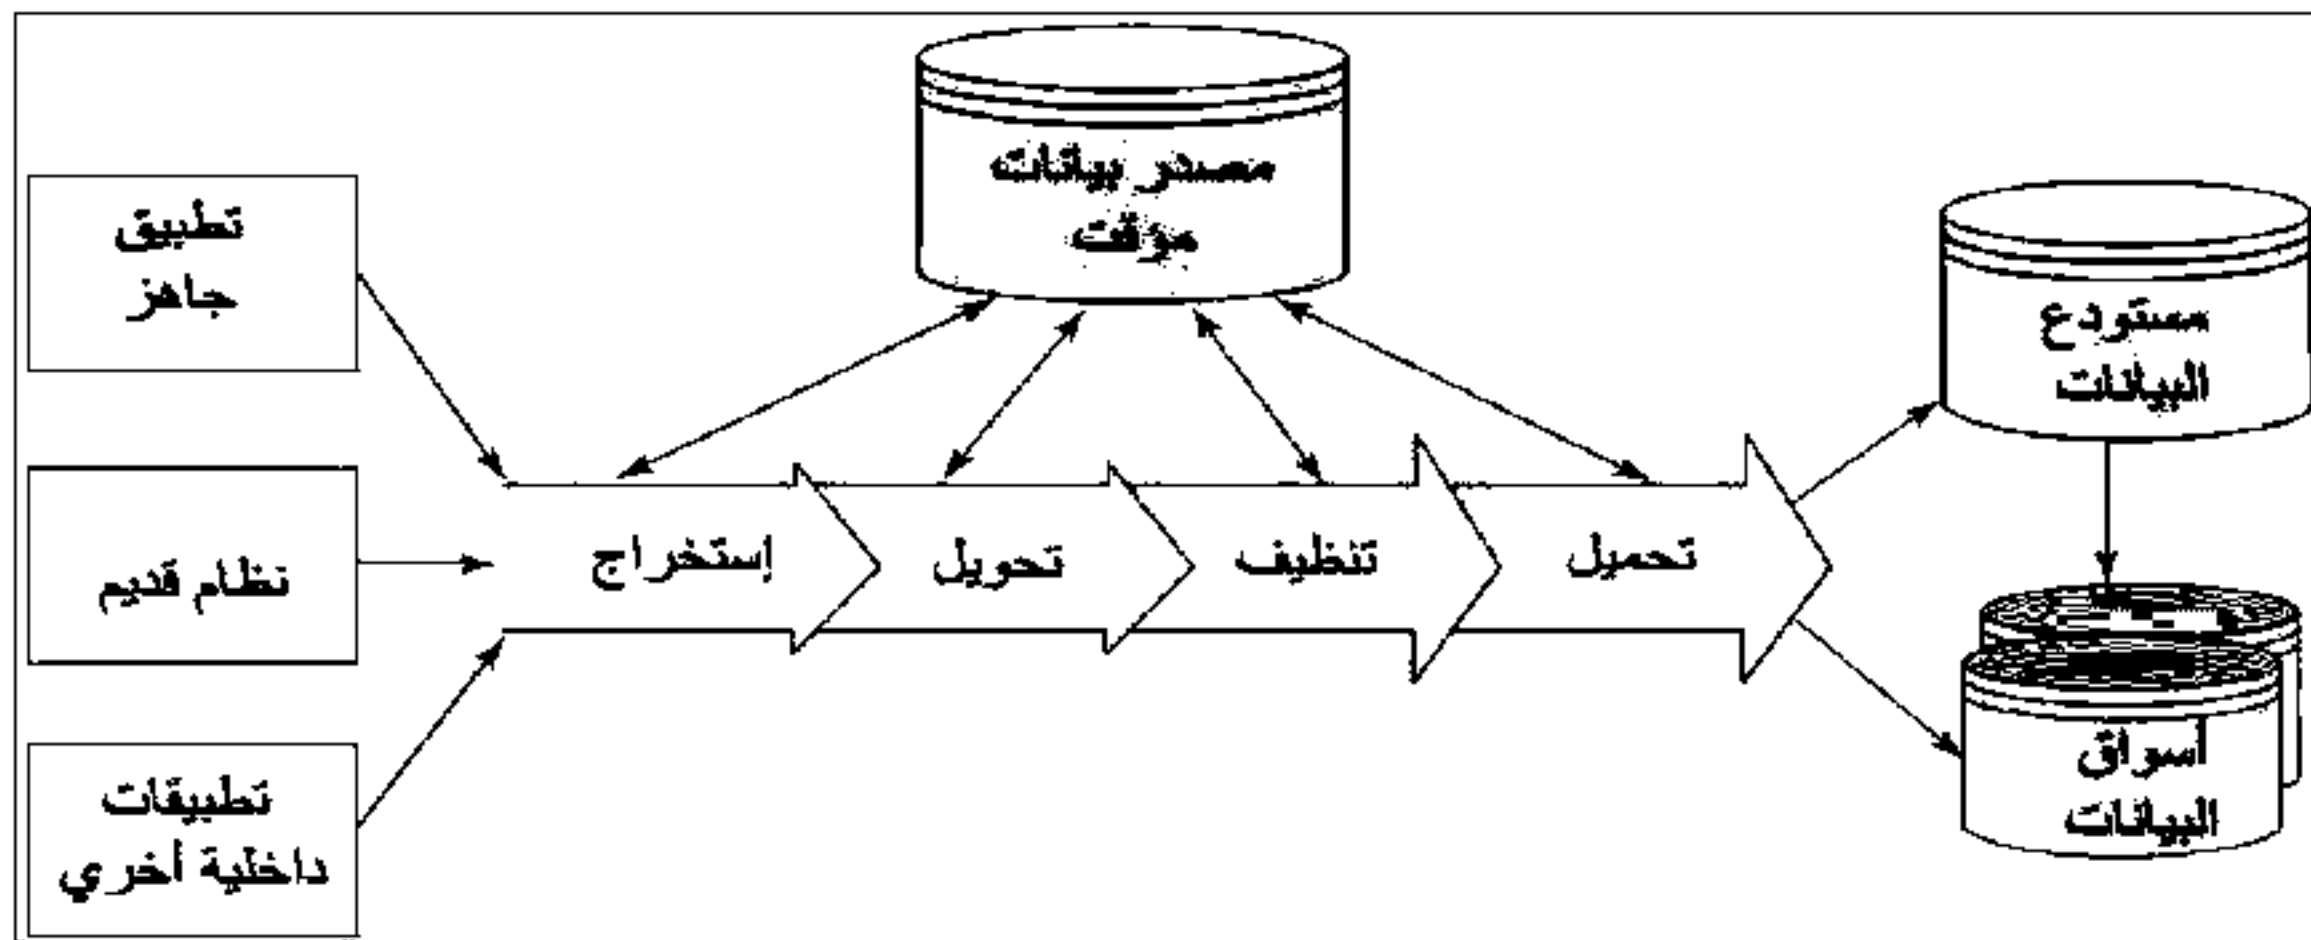 مصدر بيانات
مؤقت
تطبيق
جاهز
نظام قديم
تطبيقات
داخلية أخري
إستخراج
تحويل
تنظيف
تحميل
مستودع
البيانات
أسواق
البيانات